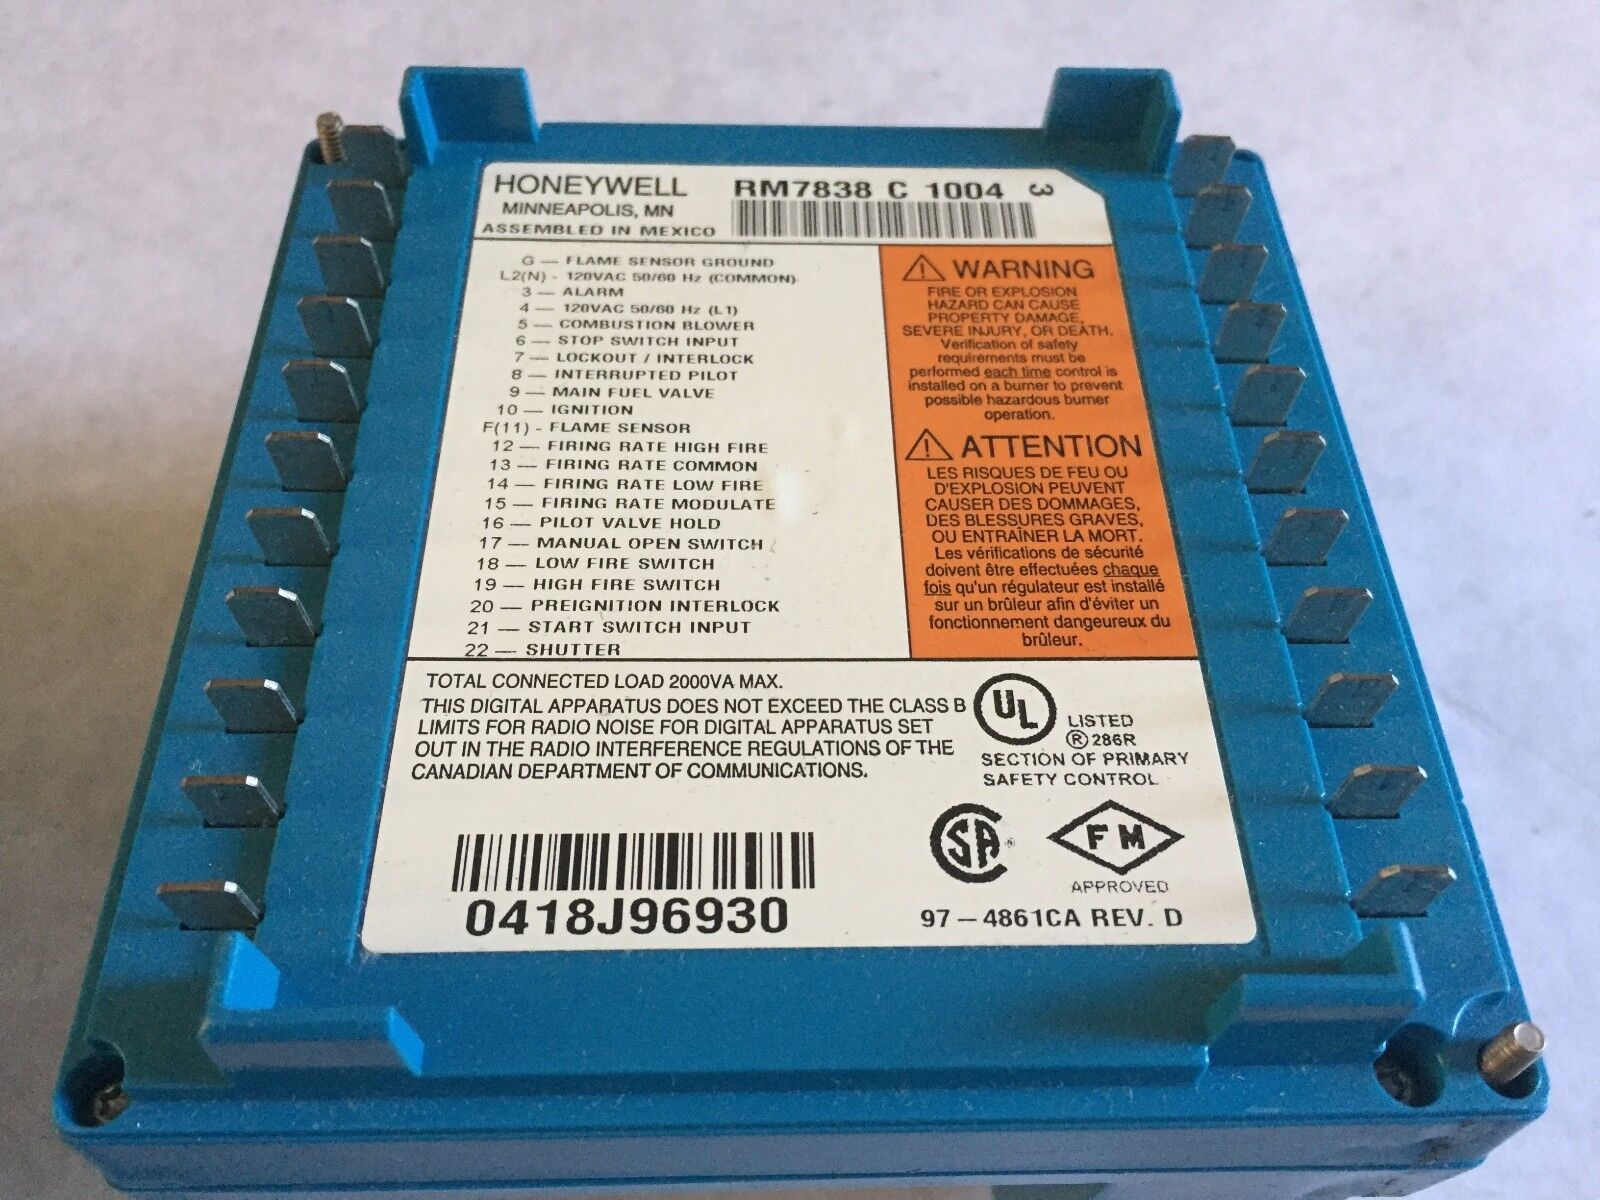 HONEYWELL
MINNEAPOLIS, MN
ASSEMBLED IN MEXICO
RM7838 C 1004 3
G — FLAME SENSOR GROUND
L2(N) - 120VAC 50/60 Hz (COMMON)
3 — ALARM
4 — 120VAC 50/60 Hz (L1)
5 — COMBUSTION BLOWER
6 — STOP SWITCH INPUT
7 — LOCKOUT / INTERLOCK
8 — INTERRUPTED PILOT
9 — MAIN FUEL VALVE
10 — IGNITION
F(11) - FLAME SENSOR
12 — FIRING RATE HIGH FIRE
13 — FIRING RATE COMMON
14 — FIRING RATE LOW FIRE
15 — FIRING RATE MODULATE
16 — PILOT VALVE HOLD
17 — MANUAL OPEN SWITCH
18 — LOW FIRE SWITCH
19 — HIGH FIRE SWITCH
20 — PREIGNITION INTERLOCK
21 — START SWITCH INPUT
22 — SHUTTER
WARNING
FIRE OR EXPLOSION
HAZARD CAN CAUSE
PROPERTY DAMAGE,
SEVERE INJURY, OR DEATH.
Verification of safety
requirements must be
performed each time control is
installed on a burner to prevent
possible hazardous burner
operation.
ATTENTION
LES RISQUES DE FEU OU
D'EXPLOSION PEUVENT
CAUSER DES DOMMAGES,
DES BLESSURES GRAVES,
OU ENTRAÎNER LA MORT.
Les vérifications de sécurité
doivent être effectuées chaque
fois qu'un régulateur est installé
sur un brûleur afin d'éviter un
fonctionnement dangeureux du
brûleur.
TOTAL CONNECTED LOAD 2000VA MAX.
THIS DIGITAL APPARATUS DOES NOT EXCEED THE CLASS B
LIMITS FOR RADIO NOISE FOR DIGITAL APPARATUS SET
OUT IN THE RADIO INTERFERENCE REGULATIONS OF THE
CANADIAN DEPARTMENT OF COMMUNICATIONS.
UL
LISTED
® 286R
SECTION OF PRIMARY
SAFETY CONTROL
SA ®
FM
APPROVED
0418J96930
97-4861CA REV. D